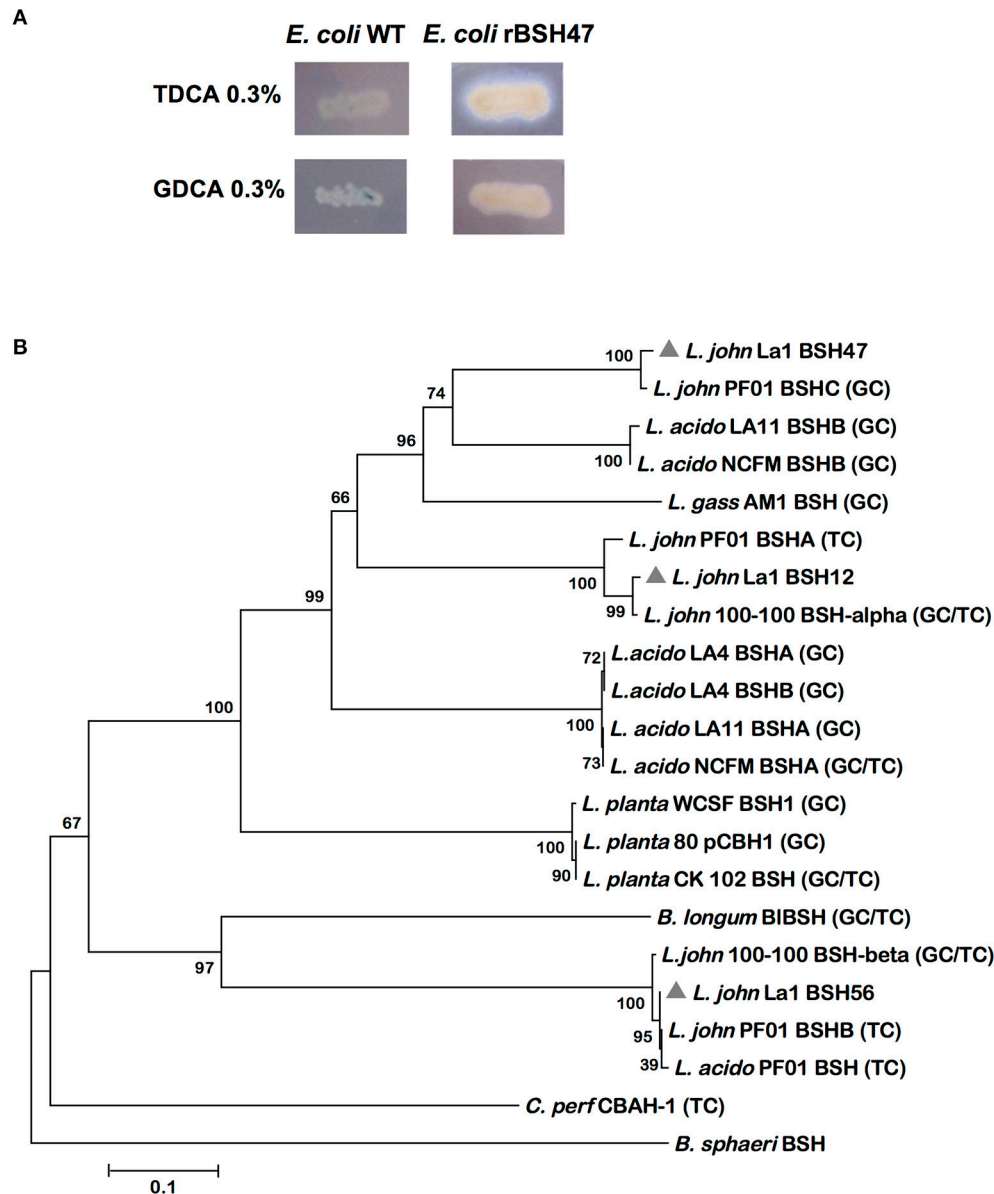 A
E. coli WT E. coli rBSH47
TDCA 0.3%
GDCA 0.3%
B
100 L. john La1 BSH47
L. john PF01 BSHC (GC)
74
L. acido LA11 BSHB (GC)
96
100 L. acido NCFM BSHB (GC)
66
L. gass AM1 BSH (GC)
L. john PF01 BSHA (TC)
100 L. john La1 BSH12
99
99 L. john 100-100 BSH-alpha (GC/TC)
72 L.acido LA4 BSHA (GC)
L.acido LA4 BSHB (GC)
100
100 L. acido LA11 BSHA (GC)
73 L. acido NCFM BSHA (GC/TC)
L. planta WCSF BSH1 (GC)
67
100 L. planta 80 pCBH1 (GC)
90 L. planta CK 102 BSH (GC/TC)
B. longum BlBSH (GC/TC)
97
L.john 100-100 BSH-beta (GC/TC)
100 L. john La1 BSH56
95 L. john PF01 BSHB (TC)
39 L. acido PF01 BSH (TC)
C. perf CBAH-1 (TC)
B. sphaeri BSH
0.1